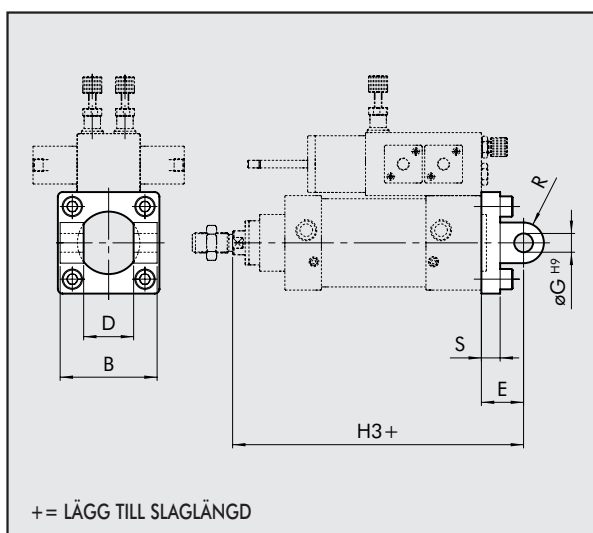 R
øG H9
S
D
E
B
H3+
+= LÄGG TILL SLAGLÄNGD